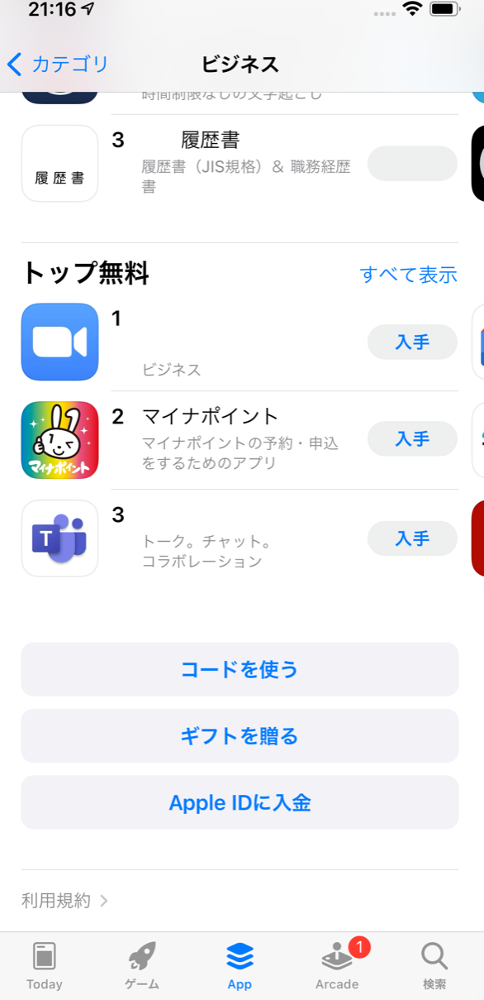 21:16
カテゴリ
ビジネス
時間制限なしの文字起こし
3 履歴書
履歴書
履歴書（JIS規格）＆ 職務経歴
書
トップ無料
すべて表示
1
入手
ビジネス
2 マイナポイント
マイナポイントの予約・申込
をするためのアプリ
入手
マイナポイント
3
T
トーク。チャット。
コラボレーション
入手
コードを使う
ギフトを贈る
Apple IDに入金
利用規約
1
Today
ゲーム
App
Arcade
検索